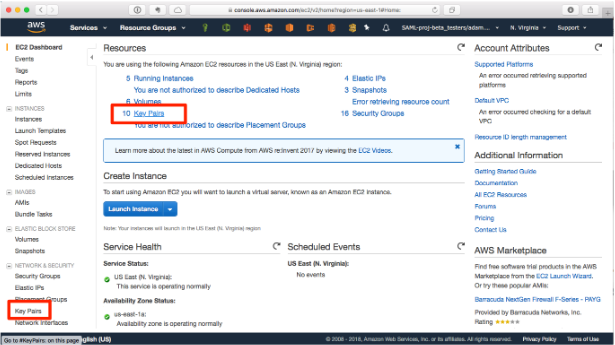 console.aws.amazon.com/ec2/v2/home?region=us-east-1#Home:
aws
Services
Resource Groups
SAML-proj-beta_testers/adam...
N. Virginia
Support
EC2 Dashboard
Events
Tags
Reports
Limits
INSTANCES
Instances
Launch Templates
Spot Requests
Reserved Instances
Dedicated Hosts
Scheduled Instances
IMAGES
AMIs
Bundle Tasks
ELASTIC BLOCK STORE
Volumes
Snapshots
NETWORK & SECURITY
Security Groups
Elastic IPs
Placement Groups
Key Pairs
Network Interfaces
Resources
You are using the following Amazon EC2 resources in the US East (N. Virginia) region:
5 Running Instances
4 Elastic IPs
You are not authorized to describe Dedicated Hosts
3 Snapshots
6 Volumes
Error retrieving resource count
10 Key Pairs
16 Security Groups
You are not authorized to describe Placement Groups
Learn more about the latest in AWS Compute from AWS re:Invent 2017 by viewing the EC2 Videos.
Create Instance
To start using Amazon EC2 you will want to launch a virtual server, known as an Amazon EC2 instance.
Launch Instance
Note: Your instances will launch in the US East (N. Virginia) region
Service Health
Service Status:
US East (N. Virginia):
This service is operating normally
Availability Zone Status:
us-east-1a:
Availability zone is operating normally
Scheduled Events
US East (N. Virginia):
No events
Account Attributes
Supported Platforms
An error occurred retrieving supported
platforms
Default VPC
An error occurred checking for a default
VPC
Resource ID length management
Additional Information
Getting Started Guide
Documentation
All EC2 Resources
Forums
Pricing
Contact Us
AWS Marketplace
Find free software trial products in the AWS
Marketplace from the EC2 Launch Wizard.
Or try these popular AMIs:
Barracuda NextGen Firewall F-Series - PAYG
Provided by Barracuda Networks, Inc.
Rating
Go to #KeyPairs: on this page
English (US)
© 2008 - 2018, Amazon Web Services, Inc. or its affiliates. All rights reserved.
Privacy Policy
Terms of Use